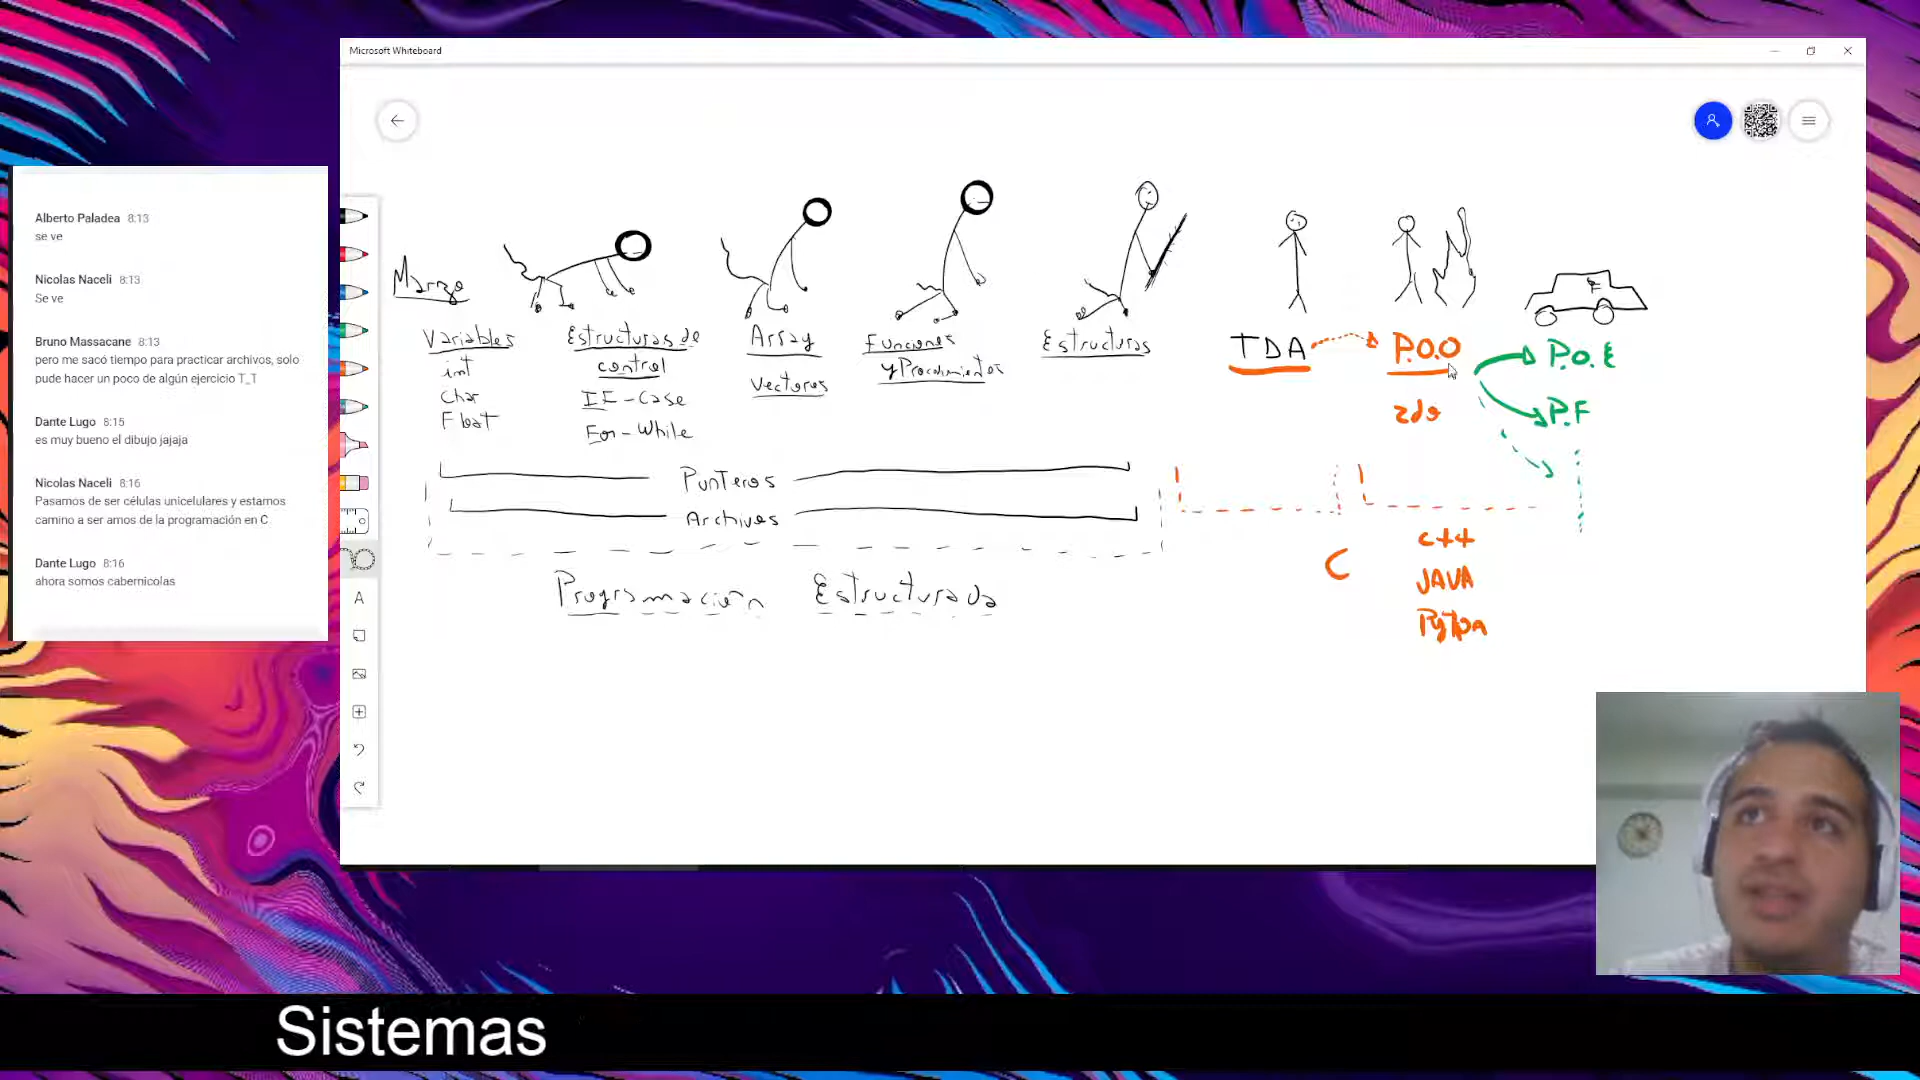 Microsoft Whiteboard
Alberto Paladea 8:13
se ve
Nicolas Naceli 8:13
Se ve
Bruno Massacane 8:13
pero me sacó tiempo para practicar archivos, solo
pude hacer un poco de algún ejercicio T_T
Dante Lugo 8:15
es muy bueno el dibujo jajaja
Nicolas Naceli 8:16
Pasamos de ser células unicelulares y estamos
camino a ser amos de la programación en C
Dante Lugo 8:16
ahora somos cabernicolas
Marzo
Variables
int
char
Float
Estructuras de
control
IF - Case
For - While
Array
Vectores
Funciones
y Procedimientos
Estructuras
TDA
P.O.O
2do
P.O.E
P.F
Punteros
Archivos
Programación Estructurada
C
C++
JAVA
A
Sistemas